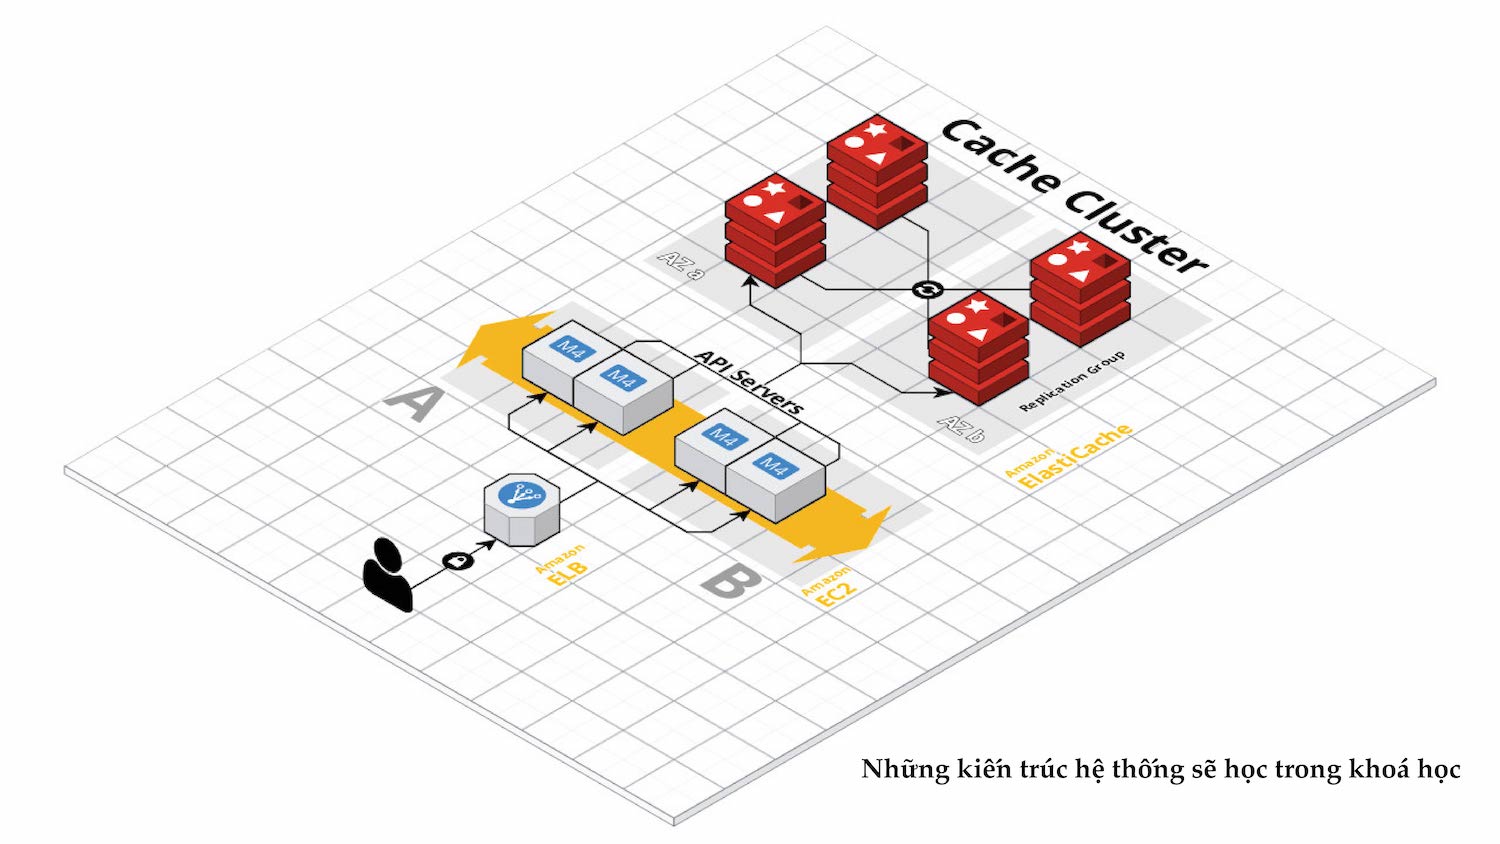 Cache Cluster
AZ a
API Servers
M4
M4
M4
M4
A
B
Replication Group
AZ b
Amazon
ElastiCache
Amazon
ELB
Amazon
EC2
Những kiến trúc hệ thống sẽ học trong khoá học